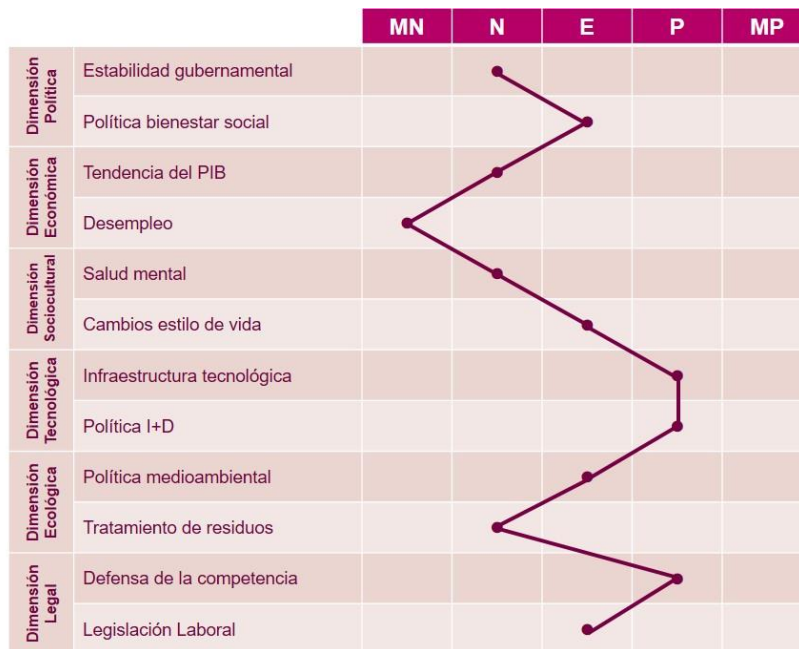 MN N E P MP
Dimensión
Política
Estabilidad gubernamental
Política bienestar social
Dimensión
Económica
Tendencia del PIB
Desempleo
Dimensión
Sociocultural
Salud mental
Cambios estilo de vida
Dimensión
Tecnológica
Infraestructura tecnológica
Política I+D
Dimensión
Ecológica
Política medioambiental
Tratamiento de residuos
Dimensión
Legal
Defensa de la competencia
Legislación Laboral